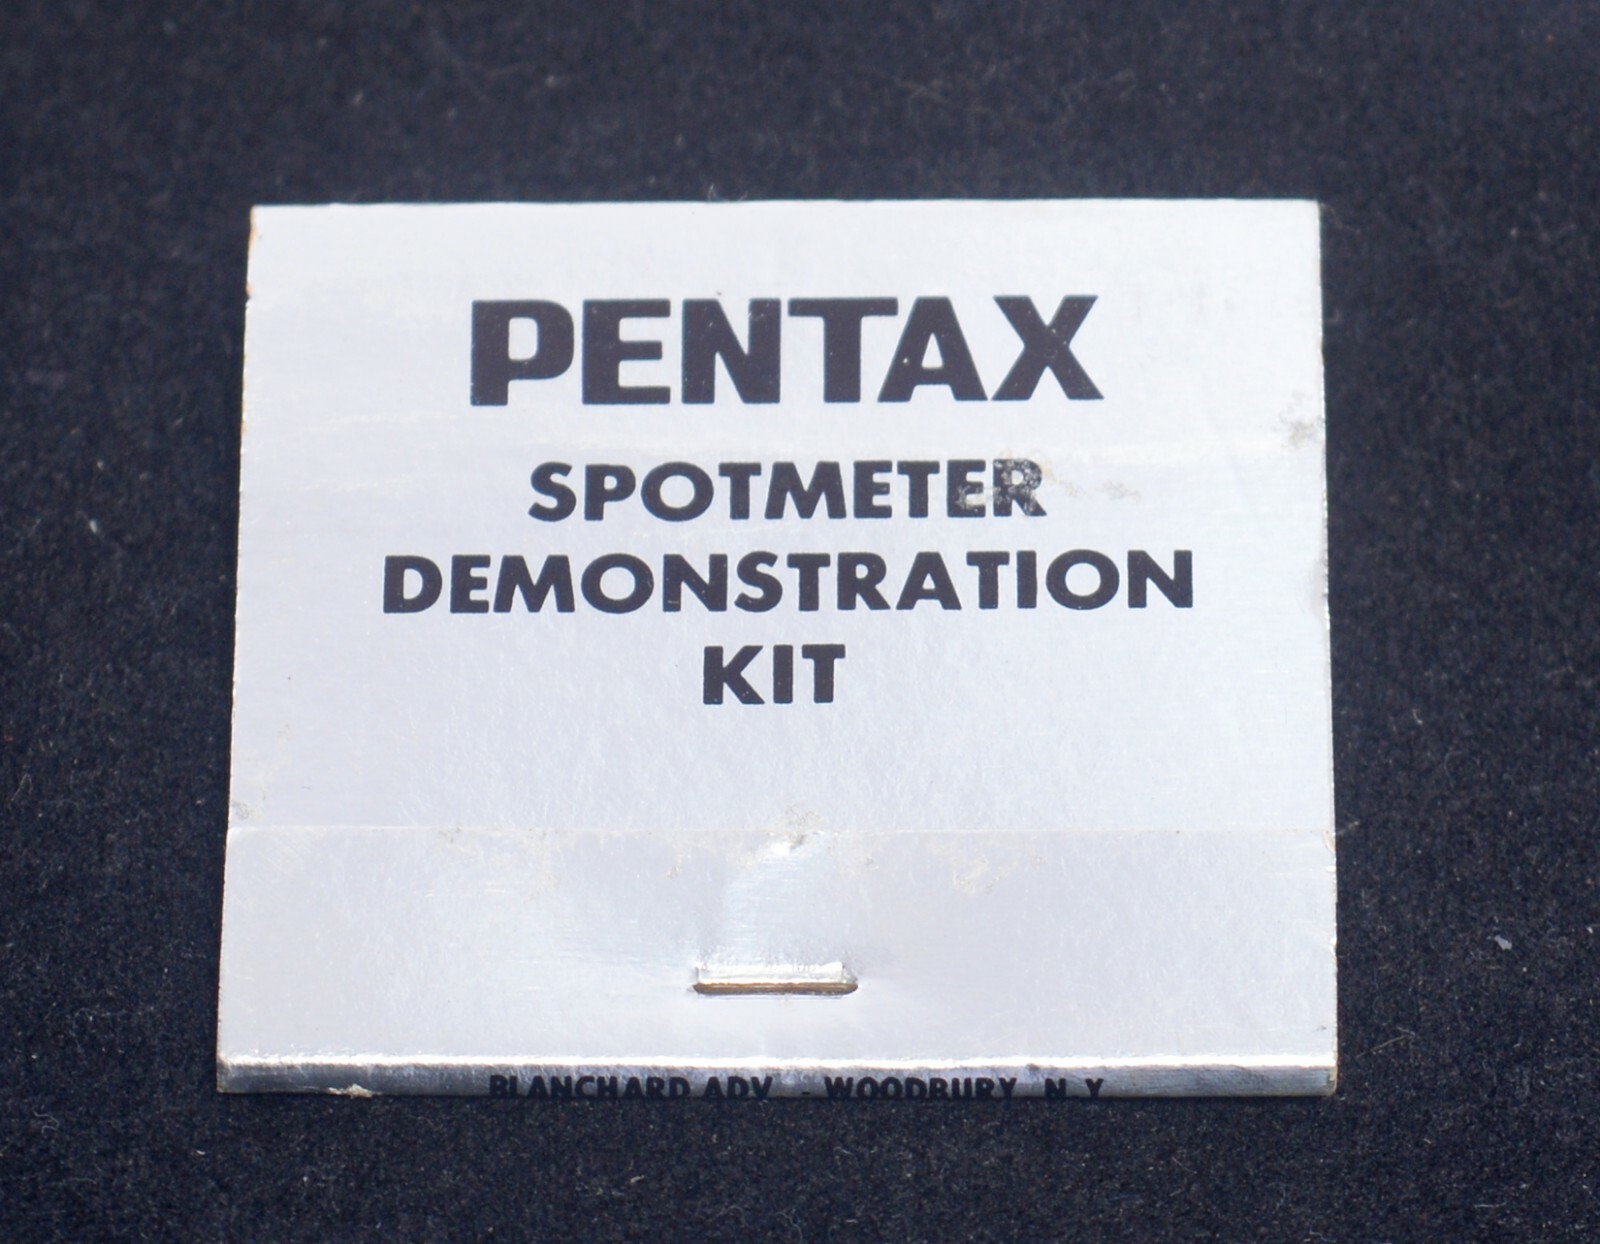 PENTAX
SPOTMETER
DEMONSTRATION
KIT
BLANCHARD ADV. - WOODBURY, N.Y.